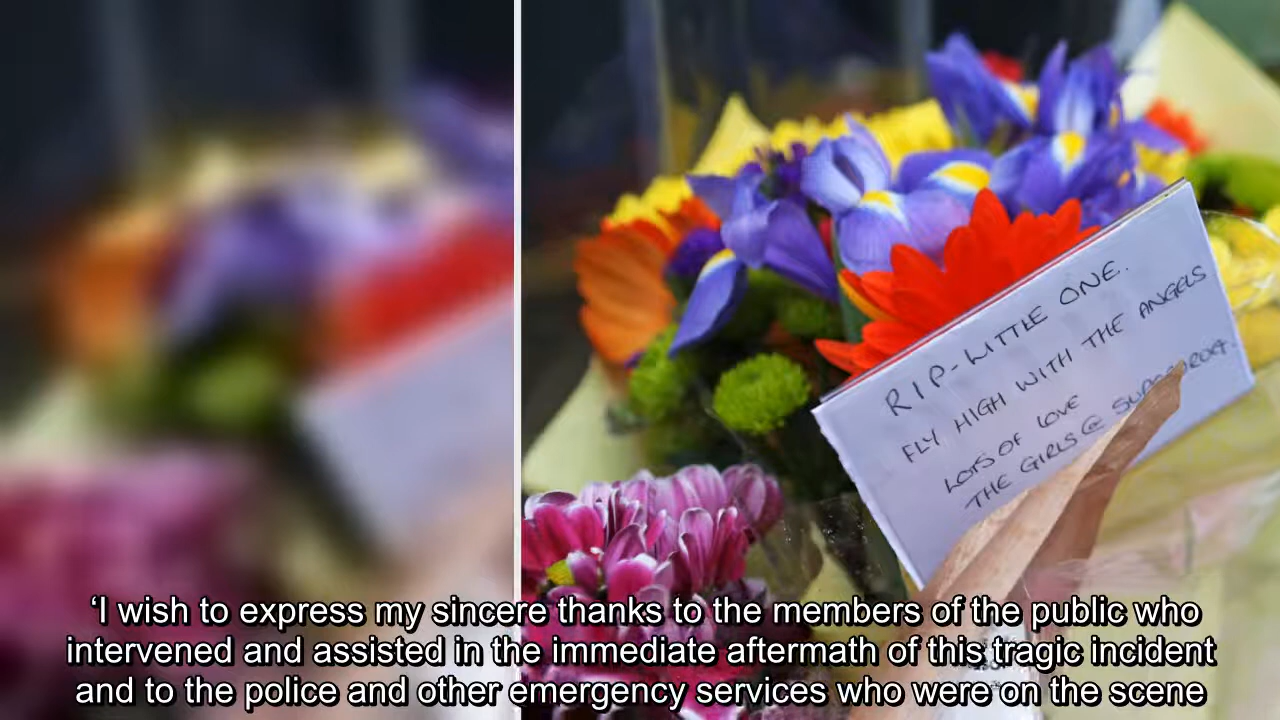 RIP-LITTLE ONE.
FLY HIGH WITH THE ANGELS
LOTS OF LOVE
THE GIRLS @
‘I wish to express my sincere thanks to the members of the public who
intervened and assisted in the immediate aftermath of this tragic incident
and to the police and other emergency services who were on the scene